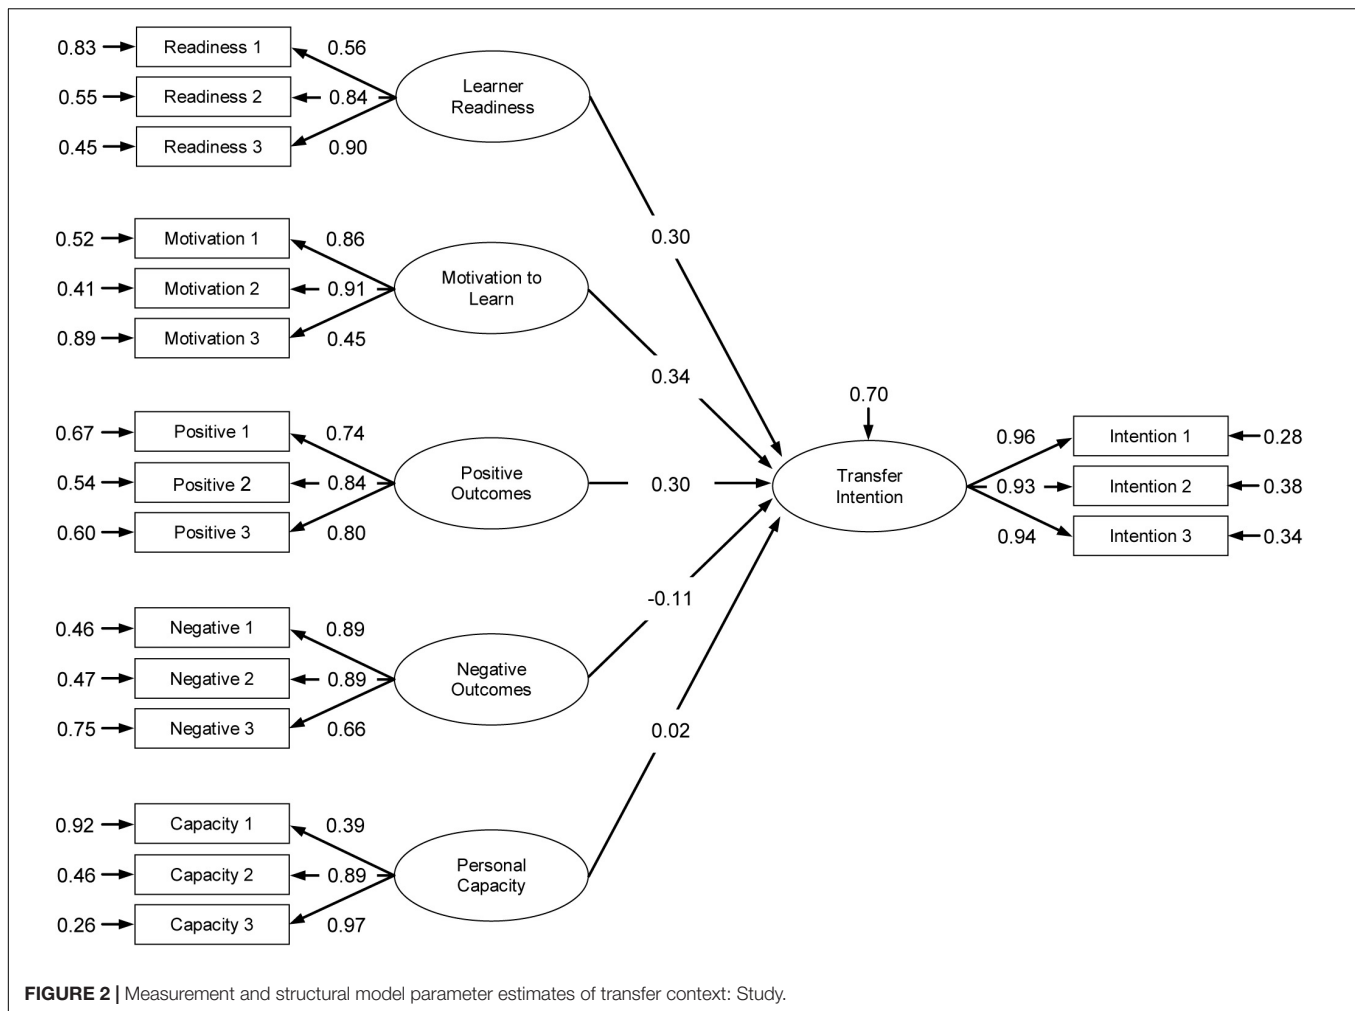 0.83
Readiness 1
0.56
0.55
Readiness 2
0.84
0.45
Readiness 3
0.90
Learner
Readiness
0.30
0.52
Motivation 1
0.86
0.41
Motivation 2
0.91
0.89
Motivation 3
0.45
Motivation to
Learn
0.34
0.67
Positive 1
0.74
0.54
Positive 2
0.84
0.60
Positive 3
0.80
Positive
Outcomes
0.30
0.46
Negative 1
0.89
0.47
Negative 2
0.89
0.75
Negative 3
0.66
Negative
Outcomes
-0.11
0.92
Capacity 1
0.39
0.46
Capacity 2
0.89
0.26
Capacity 3
0.97
Personal
Capacity
0.02
0.70
Transfer
Intention
0.96
Intention 1
0.28
0.93
Intention 2
0.38
0.94
Intention 3
0.34
FIGURE 2 | Measurement and structural model parameter estimates of transfer context: Study.